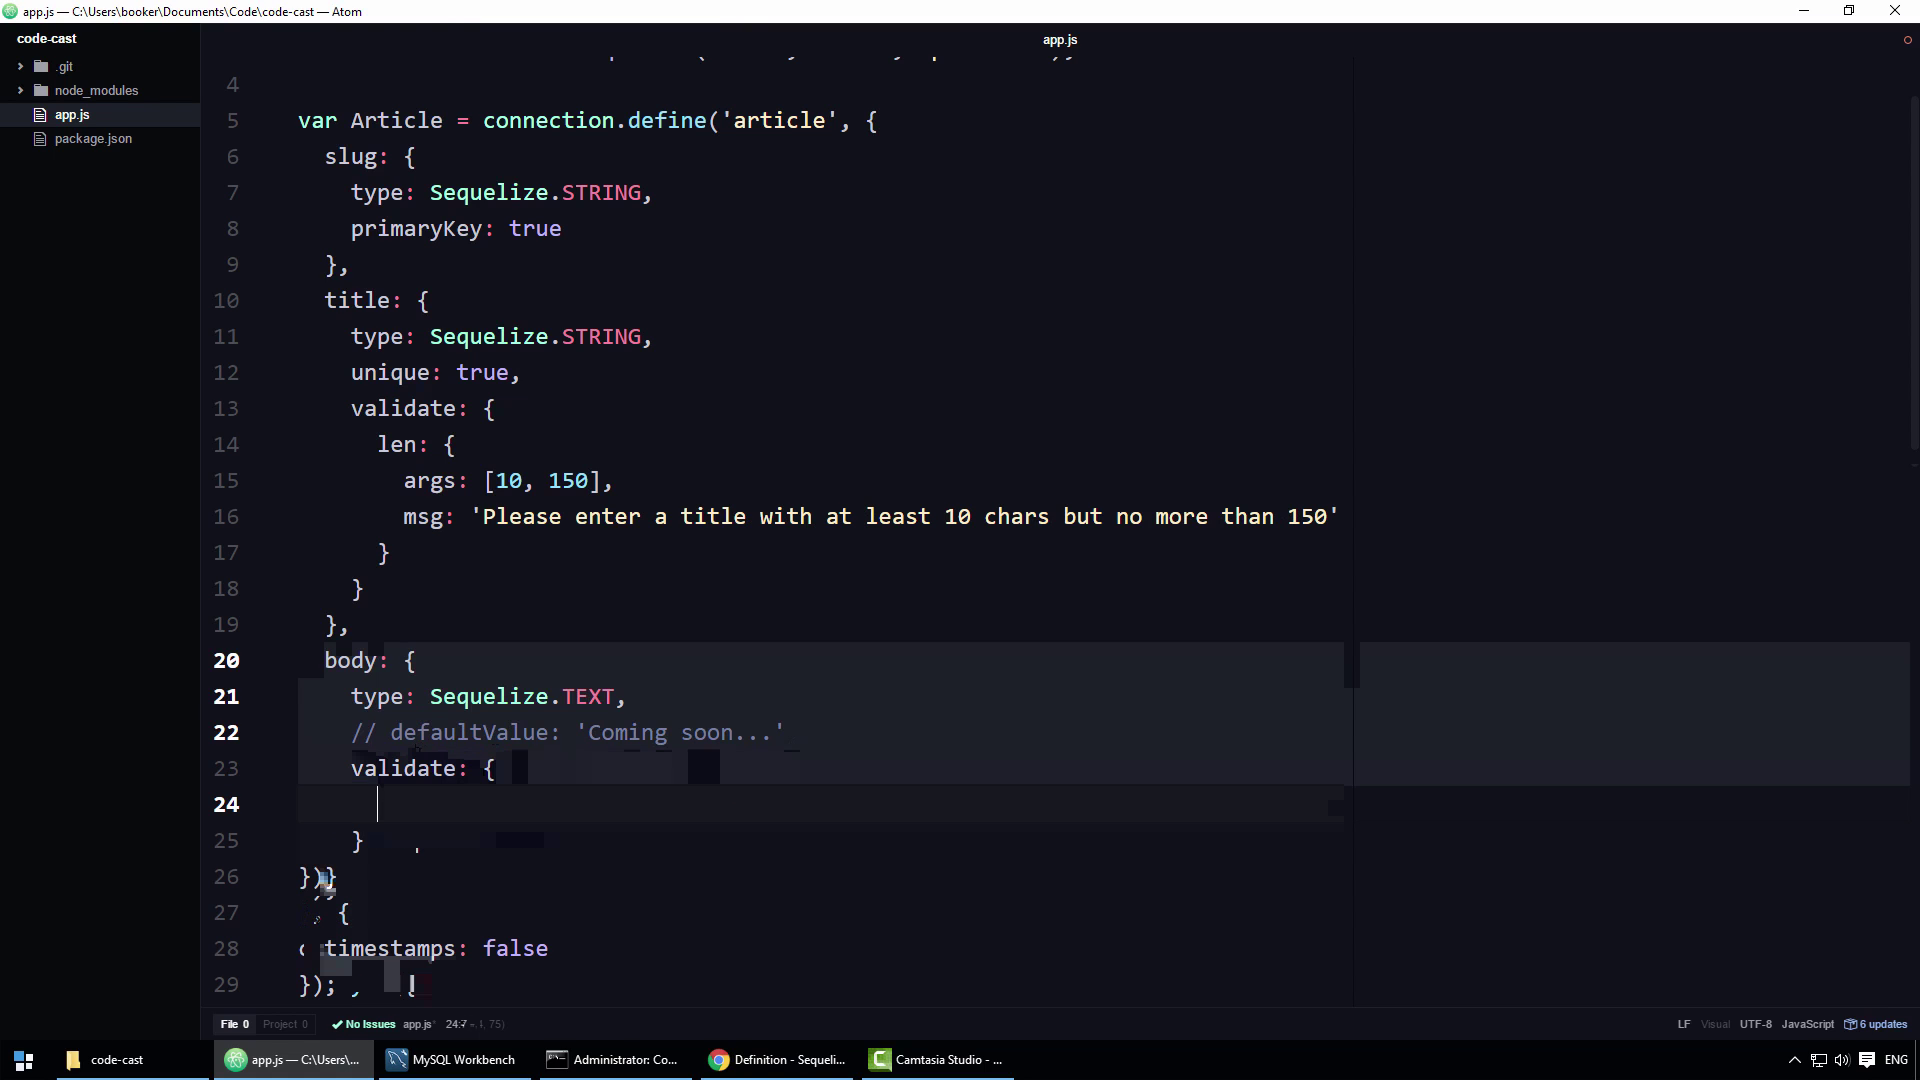 app.js — C:\Users\booker\Documents\Code\code-cast — Atom
code-cast
.git
node_modules
app.js
package.json
app.js
4
5 var Article = connection.define('article', {
6 slug: {
7 type: Sequelize.STRING,
8 primaryKey: true
9 },
10 title: {
11 type: Sequelize.STRING,
12 unique: true,
13 validate: {
14 len: {
15 args: [10, 150],
16 msg: 'Please enter a title with at least 10 chars but no more than 150'
17 }
18 }
19 },
20 body: {
21 type: Sequelize.TEXT,
22 // defaultValue: 'Coming soon...'
23 validate: {
24
25 }
26 })}
27 {
28 timestamps: false
29 });
File 0 Project 0 No Issues app.js 24:7 LF Visual UTF-8 JavaScript 6 updates
code-cast
app.js — C:\Users\...
MySQL Workbench
Administrator: Co...
Definition - Sequeli...
Camtasia Studio - ...
ENG